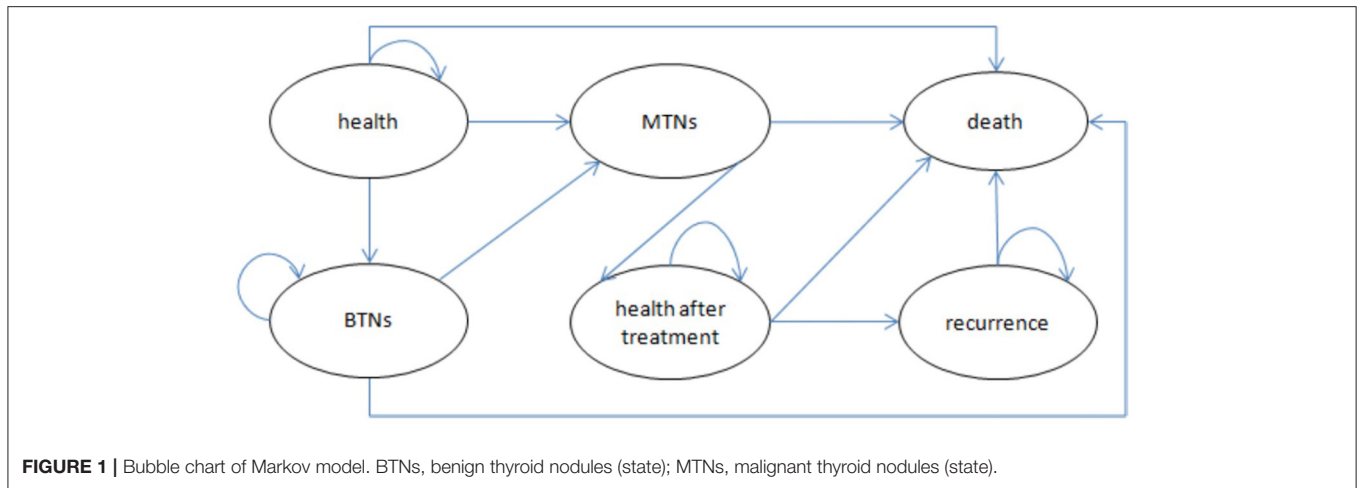 health
MTNs
death
BTNs
health after
treatment
recurrence
FIGURE 1 | Bubble chart of Markov model. BTNs, benign thyroid nodules (state); MTNs, malignant thyroid nodules (state).